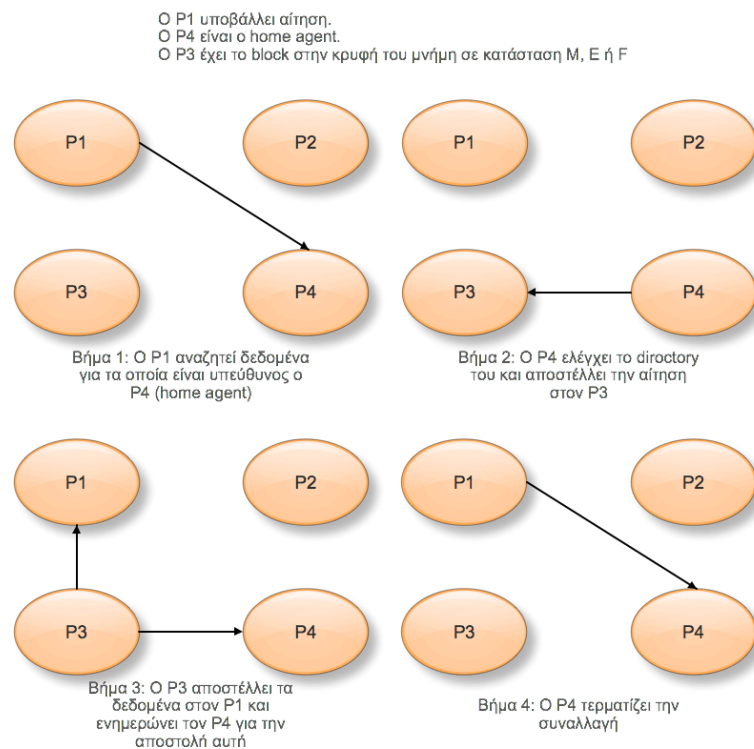 Ο P1 υποβάλλει αίτηση.
Ο P4 είναι ο home agent.
Ο P3 έχει το block στην κρυφή του μνήμη σε κατάσταση M, E ή F
P1
P2
P3
P4
Βήμα 1: Ο P1 αναζητεί δεδομένα
για τα οποία είναι υπεύθυνος ο
P4 (home agent)
P1
P2
P3
P4
Βήμα 2: Ο P4 ελέγχει το diroctory
του και αποστέλλει την αίτηση
στον P3
P1
P2
P3
P4
Βήμα 3: Ο P3 αποστέλλει τα
δεδομένα στον P1 και
ενημερώνει τον P4 για την
αποστολή αυτή
P1
P2
P3
P4
Βήμα 4: Ο P4 τερματίζει την
συναλλαγή